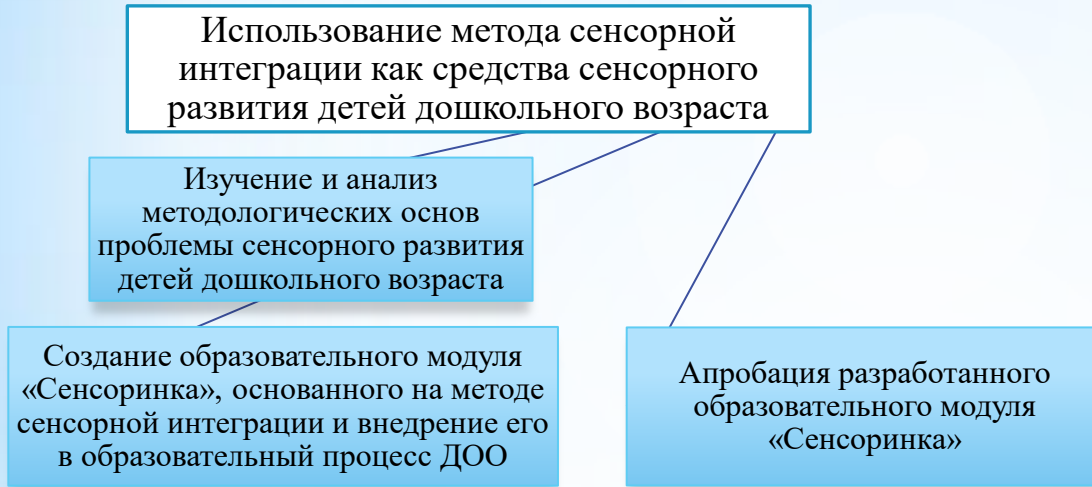 Использование метода сенсорной
интеграции как средства сенсорного
развития детей дошкольного возраста
Изучение и анализ
методологических основ
проблемы сенсорного развития
детей дошкольного возраста
Создание образовательного модуля
«Сенсоринка», основанного на методе
сенсорной интеграции и внедрение его
в образовательный процесс ДОО
Апробация разработанного
образовательного модуля
«Сенсоринка»